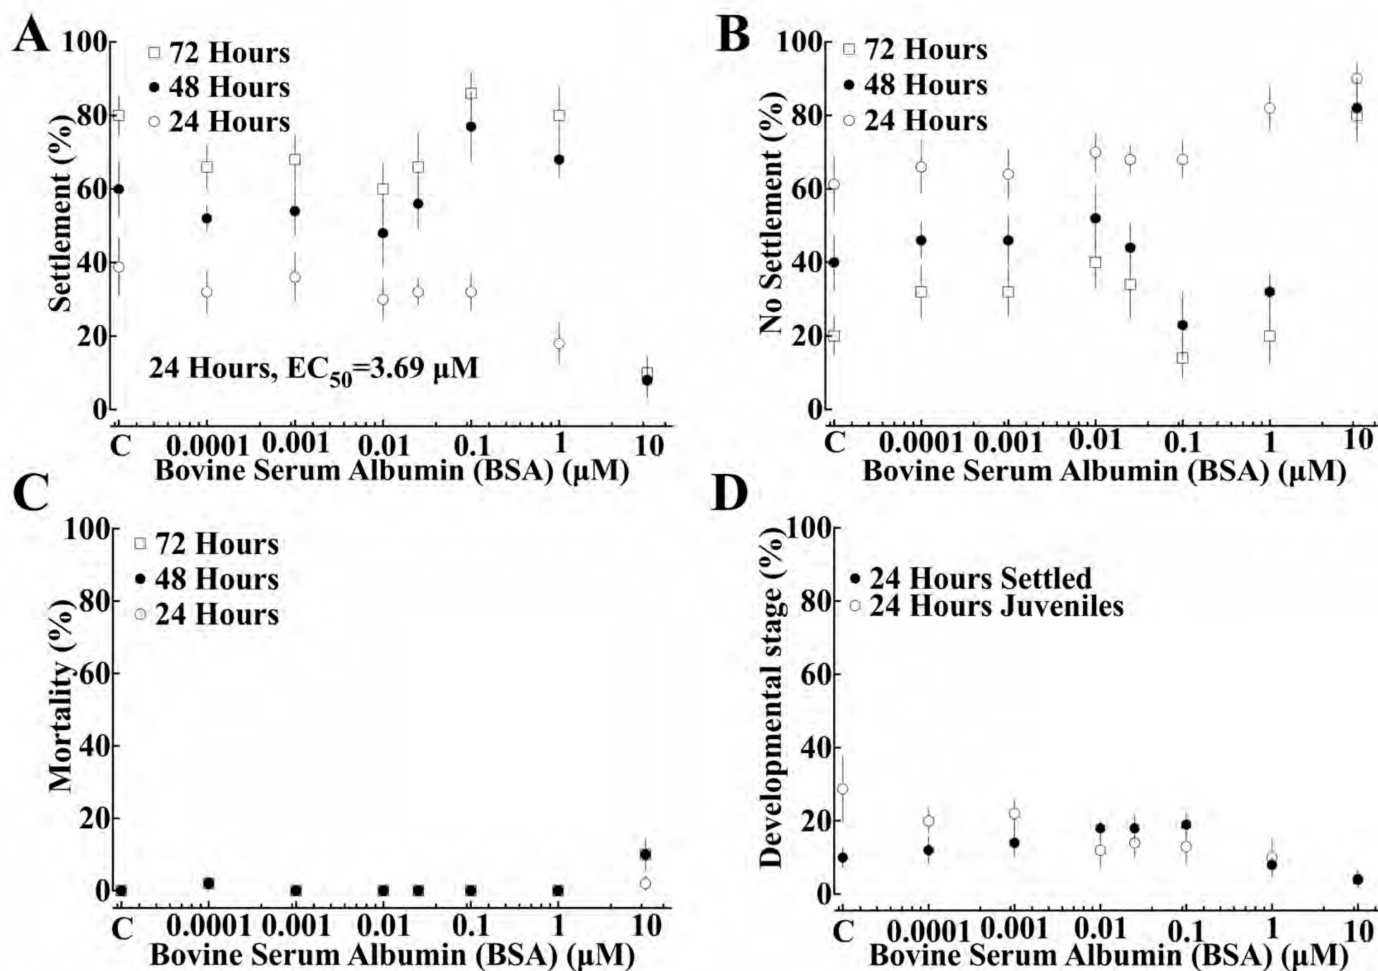 A
100
80
60
40
20
0
Settlement (%)
72 Hours
48 Hours
24 Hours
24 Hours, EC50=3.69 μM
C 0.0001 0.001 0.01 0.1 1 10
Bovine Serum Albumin (BSA) (μM)
B
100
80
60
40
20
0
No Settlement (%)
72 Hours
48 Hours
24 Hours
C 0.0001 0.001 0.01 0.1 1 10
Bovine Serum Albumin (BSA) (μM)
C
100
80
60
40
20
0
Mortality (%)
72 Hours
48 Hours
24 Hours
C 0.0001 0.001 0.01 0.1 1 10
Bovine Serum Albumin (BSA) (μM)
D
100
80
60
40
20
0
Developmental stage (%)
24 Hours Settled
24 Hours Juveniles
C 0.0001 0.001 0.01 0.1 1 10
Bovine Serum Albumin (BSA) (μM)